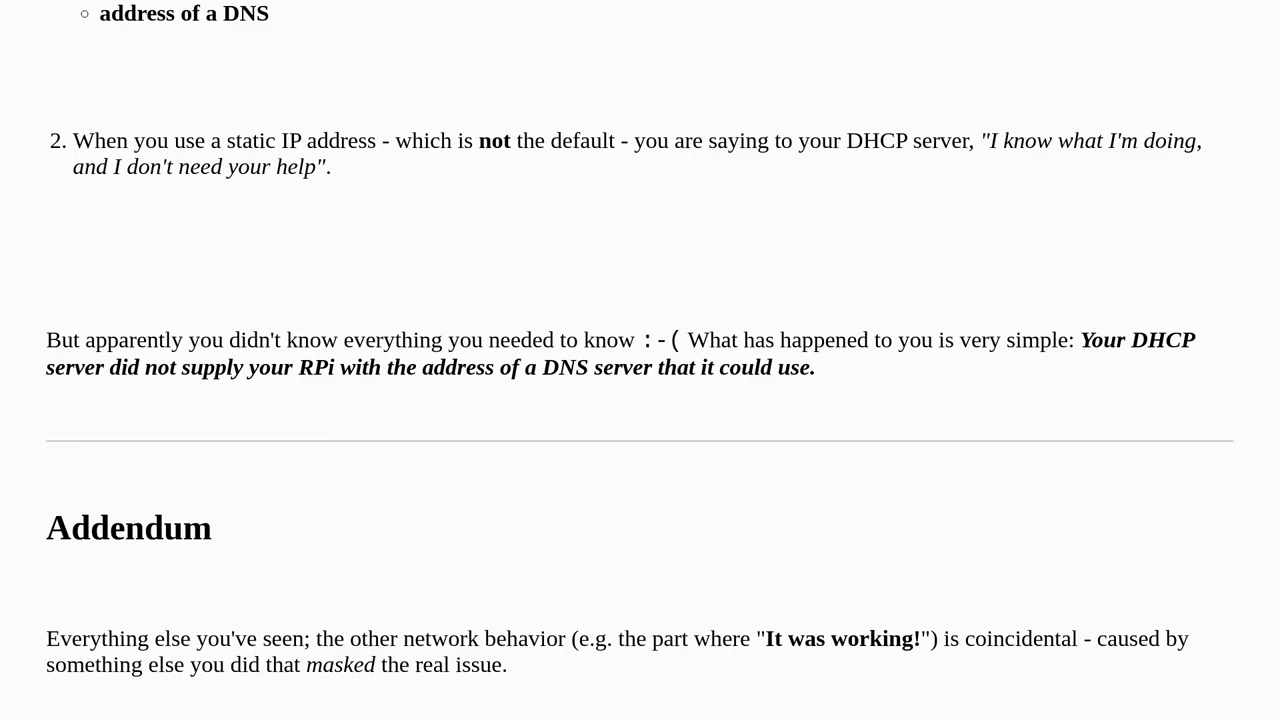 ○ address of a DNS
2. When you use a static IP address - which is not the default - you are saying to your DHCP server, "I know what I'm doing,
and I don't need your help".
But apparently you didn't know everything you needed to know :-( What has happened to you is very simple: Your DHCP
server did not supply your RPi with the address of a DNS server that it could use.
Addendum
Everything else you've seen; the other network behavior (e.g. the part where "It was working!") is coincidental - caused by
something else you did that masked the real issue.